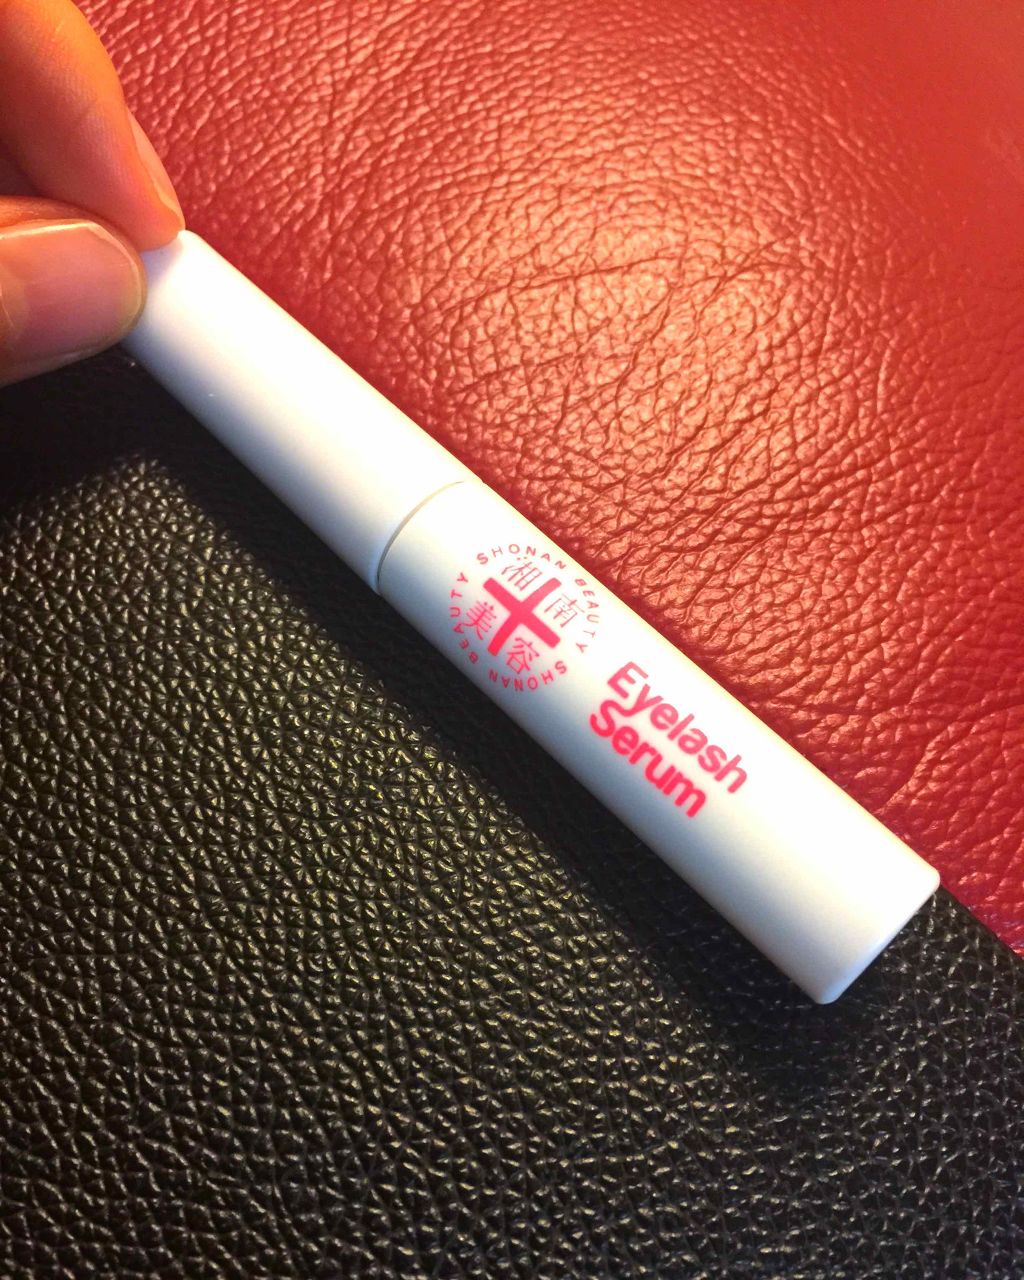 SHONAN BEAUTY SHONAN BEAUTY
湘南
美容
Eyelash
Serum